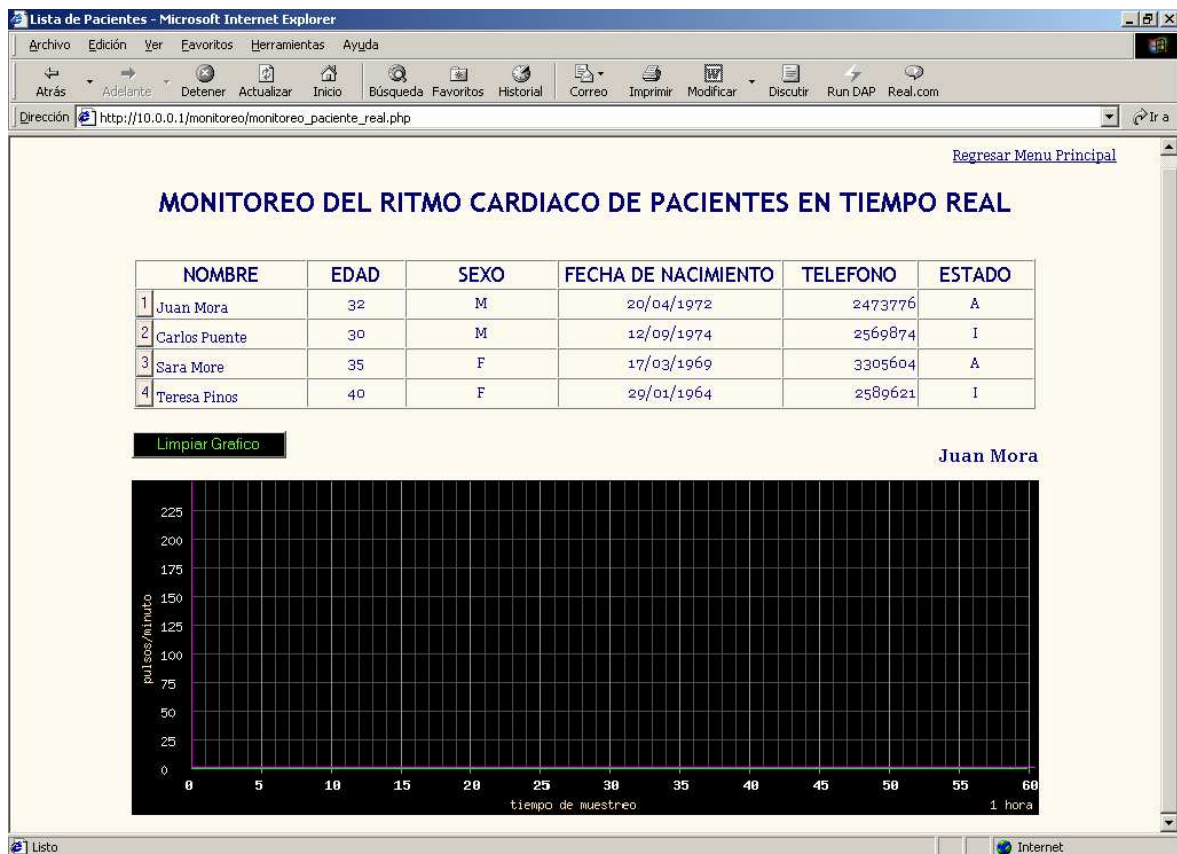 Lista de Pacientes - Microsoft Internet Explorer
Archivo Edición Ver Favoritos Herramientas Ayuda
Atrás Adelante Detener Actualizar Inicio Búsqueda Favoritos Historial Correo Imprimir Modificar Discutir Run DAP Real.com
Dirección http://10.0.0.1/monitoreo/monitoreo_paciente_real.php Ir a
Regresar Menu Principal
MONITOREO DEL RITMO CARDIACO DE PACIENTES EN TIEMPO REAL
NOMBRE EDAD SEXO FECHA DE NACIMIENTO TELEFONO ESTADO
1 Juan Mora 32 M 20/04/1972 2473776 A
2 Carlos Puente 30 M 12/09/1974 2569874 I
3 Sara More 35 F 17/03/1969 3305604 A
4 Teresa Pinos 40 F 29/01/1964 2589621 I
Limpiar Grafico
Juan Mora
225
200
175
150
125
100
75
50
25
0
pulsos/minuto
0 5 10 15 20 25 30 35 40 45 50 55 60
tiempo de muestreo 1 hora
Listo Internet